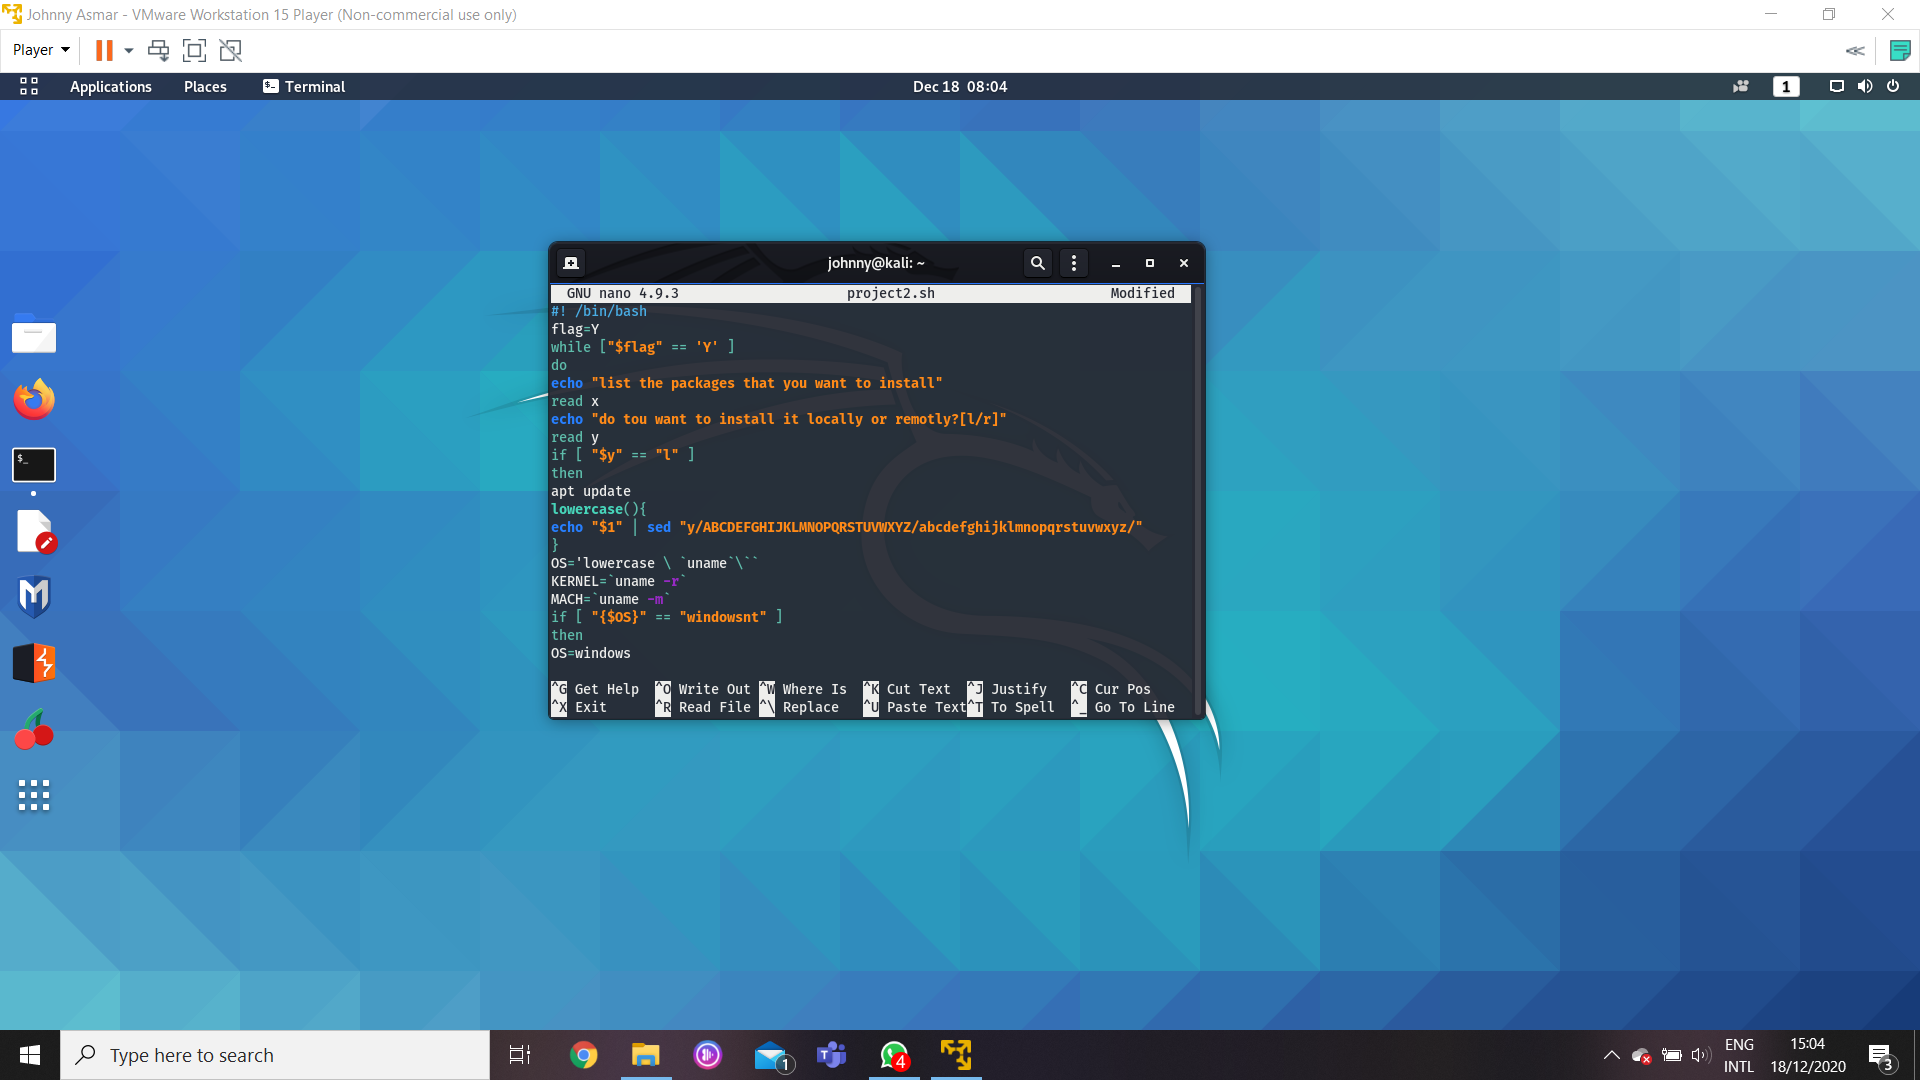 Johnny Asmar - VMware Workstation 15 Player (Non-commercial use only)
Player
Applications Places Terminal Dec 18 08:04 1
johnny@kali: ~
GNU nano 4.9.3 project2.sh Modified
#! /bin/bash
flag=Y
while ["$flag" == 'Y' ]
do
echo "list the packages that you want to install"
read x
echo "do tou want to install it locally or remotly?[l/r]"
read y
if [ "$y" == "l" ]
then
apt update
lowercase(){
echo "$1" | sed "y/ABCDEFGHIJKLMNOPQRSTUVWXYZ/abcdefghijklmnopqrstuvwxyz/"
}
OS='lowercase \ `uname`\``
KERNEL=`uname -r`
MACH=`uname -m`
if [ "{$OS}" == "windowsnt" ]
then
OS=windows
^G Get Help ^O Write Out ^W Where Is ^K Cut Text ^J Justify ^C Cur Pos
^X Exit ^R Read File ^\ Replace ^U Paste Text ^T To Spell ^_ Go To Line
Type here to search
1
4
ENG
INTL
15:04
18/12/2020
3